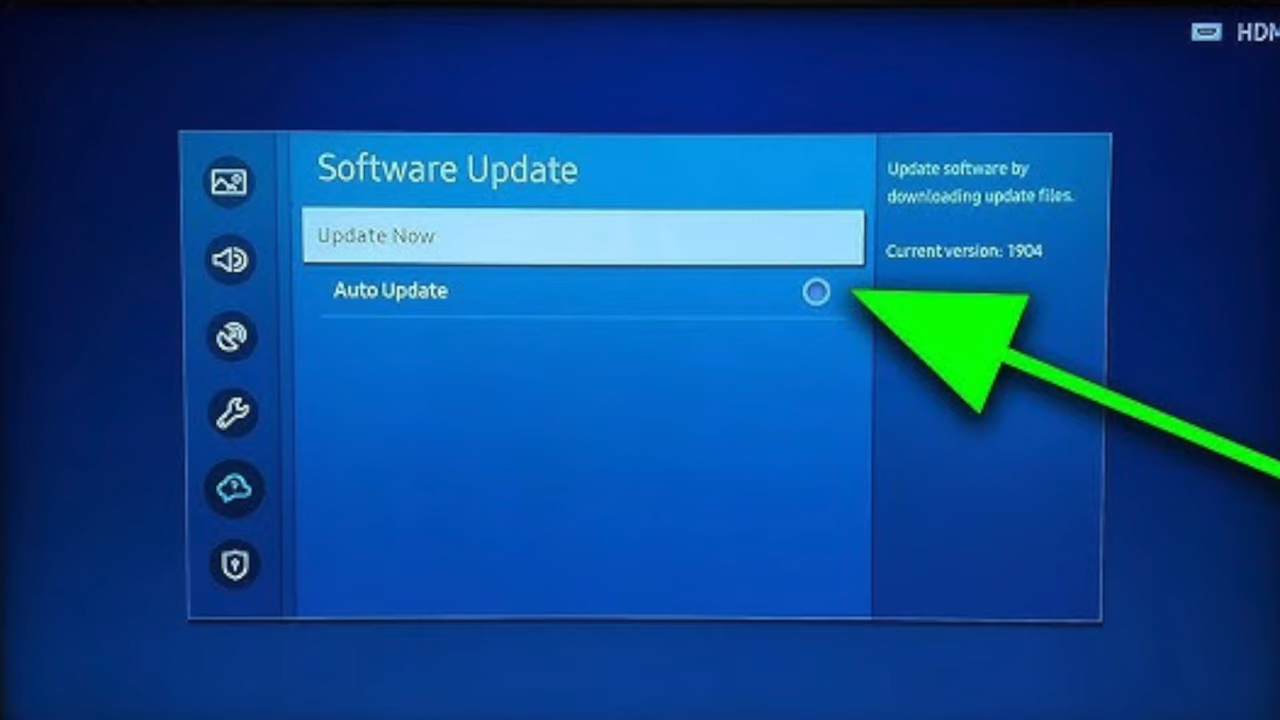 HDM
Software Update
Update Now
Auto Update
Update software by
downloading update files.
Current version: 1904